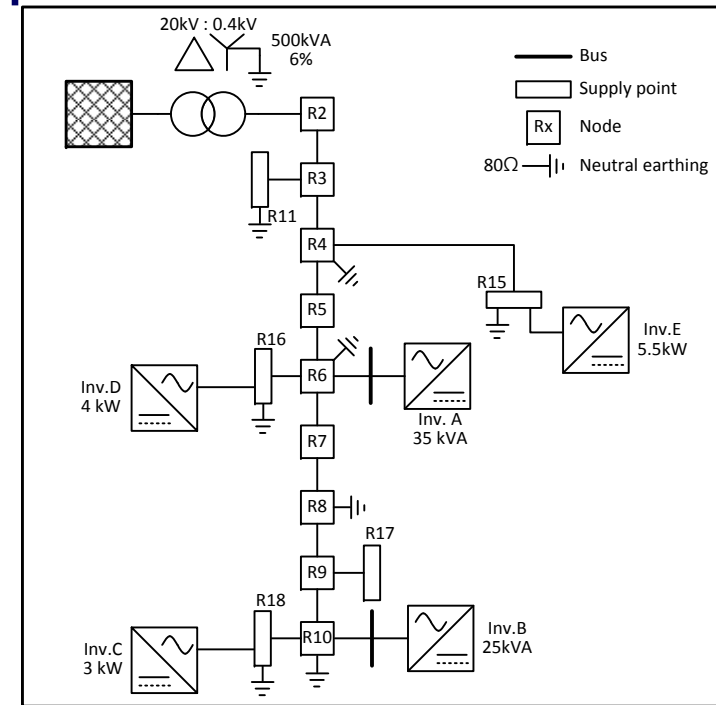 20kV : 0.4kV
500kVA
6%
Bus
Supply point
Rx
Node
80Ω
Neutral earthing
R2
R3
R11
R4
R15
Inv.E
5.5kW
R5
R16
R6
Inv.D
4 kW
Inv. A
35 kVA
R7
R8
R17
R9
R18
R10
Inv.C
3 kW
Inv.B
25kVA